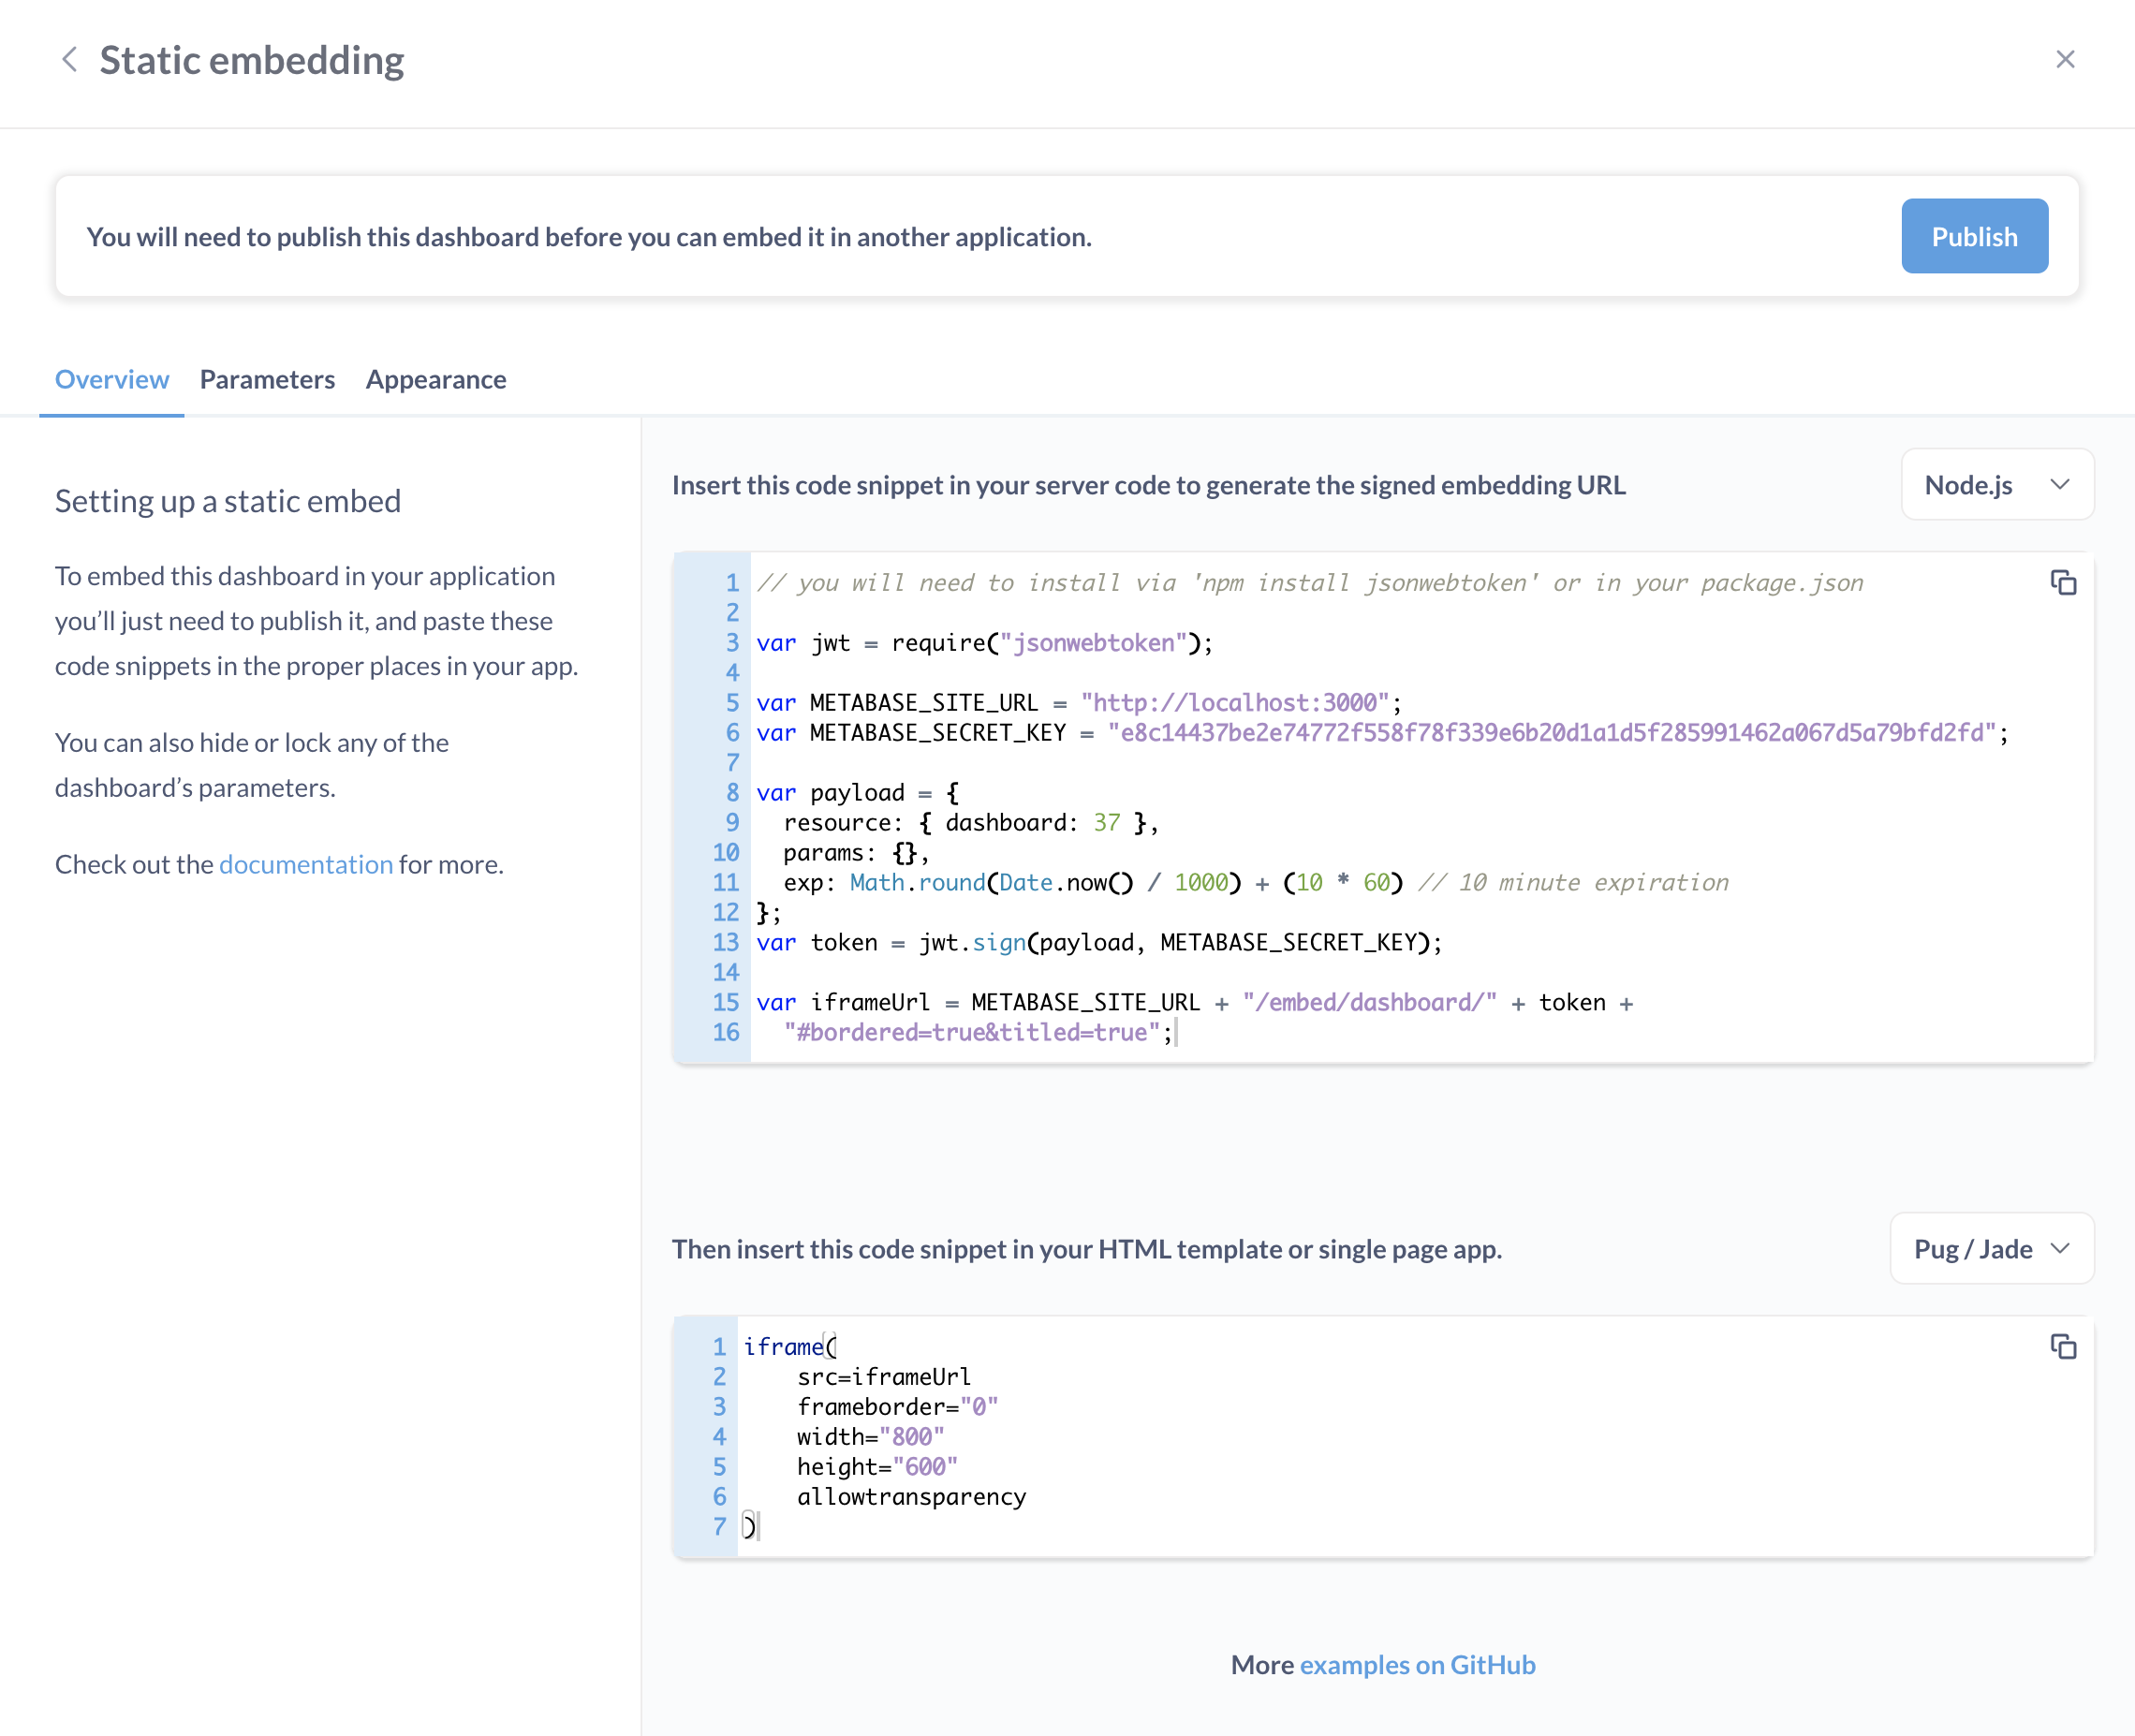 Static embedding
You will need to publish this dashboard before you can embed it in another application.
Publish
Overview Parameters Appearance
Setting up a static embed
To embed this dashboard in your application
you’ll just need to publish it, and paste these
code snippets in the proper places in your app.
You can also hide or lock any of the
dashboard’s parameters.
Check out the documentation for more.
Insert this code snippet in your server code to generate the signed embedding URL
Node.js
1 // you will need to install via 'npm install jsonwebtoken' or in your package.json
2
3 var jwt = require("jsonwebtoken");
4
5 var METABASE_SITE_URL = "http://localhost:3000";
6 var METABASE_SECRET_KEY = "e8c14437be2e74772f558f78f339e6b20d1a1d5f285991462a067d5a79bfd2fd";
7
8 var payload = {
9   resource: { dashboard: 37 },
10   params: {},
11   exp: Math.round(Date.now() / 1000) + (10 * 60) // 10 minute expiration
12 };
13 var token = jwt.sign(payload, METABASE_SECRET_KEY);
14
15 var iframeUrl = METABASE_SITE_URL + "/embed/dashboard/" + token +
16   "#bordered=true&titled=true";
Then insert this code snippet in your HTML template or single page app.
Pug / Jade
1 iframe(
2     src=iframeUrl
3     frameborder="0"
4     width="800"
5     height="600"
6     allowtransparency
7 )
More examples on GitHub